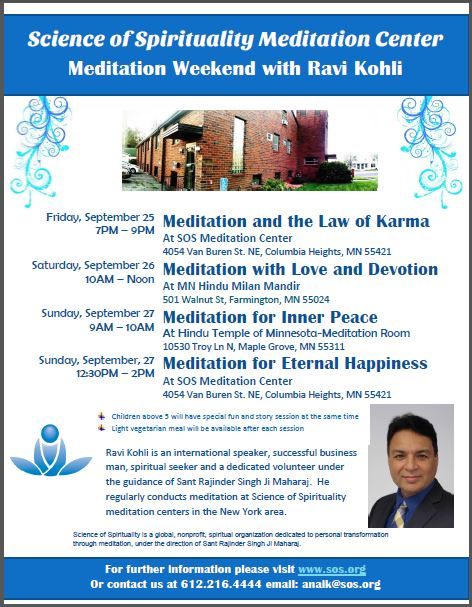 Science of Spirituality Meditation Center
Meditation Weekend with Ravi Kohli
Friday, September 25
7PM – 9PM
Meditation and the Law of Karma
At SOS Meditation Center
4054 Van Buren St. NE, Columbia Heights, MN 55421
Saturday, September 26
10AM – Noon
Meditation with Love and Devotion
At MN Hindu Milan Mandir
501 Walnut St, Farmington, MN 55024
Sunday, September 27
9AM – 10AM
Meditation for Inner Peace
At Hindu Temple of Minnesota-Meditation Room
10530 Troy Ln N, Maple Grove, MN 55311
Sunday, September, 27
12:30PM – 2PM
Meditation for Eternal Happiness
At SOS Meditation Center
4054 Van Buren St. NE, Columbia Heights, MN 55421
Children above 5 will have special fun and story session at the same time
Light vegetarian meal will be available after each session
Ravi Kohli is an international speaker, successful business
man, spiritual seeker and a dedicated volunteer under
the guidance of Sant Rajinder Singh Ji Maharaj. He
regularly conducts meditation at Science of Spirituality
meditation centers in the New York area.
Science of Spirituality is a global, nonprofit, spiritual organization dedicated to personal transformation
through meditation, under the direction of Sant Rajinder Singh Ji Maharaj.
For further information please visit www.sos.org
Or contact us at 612.216.4444 email: analk@sos.org